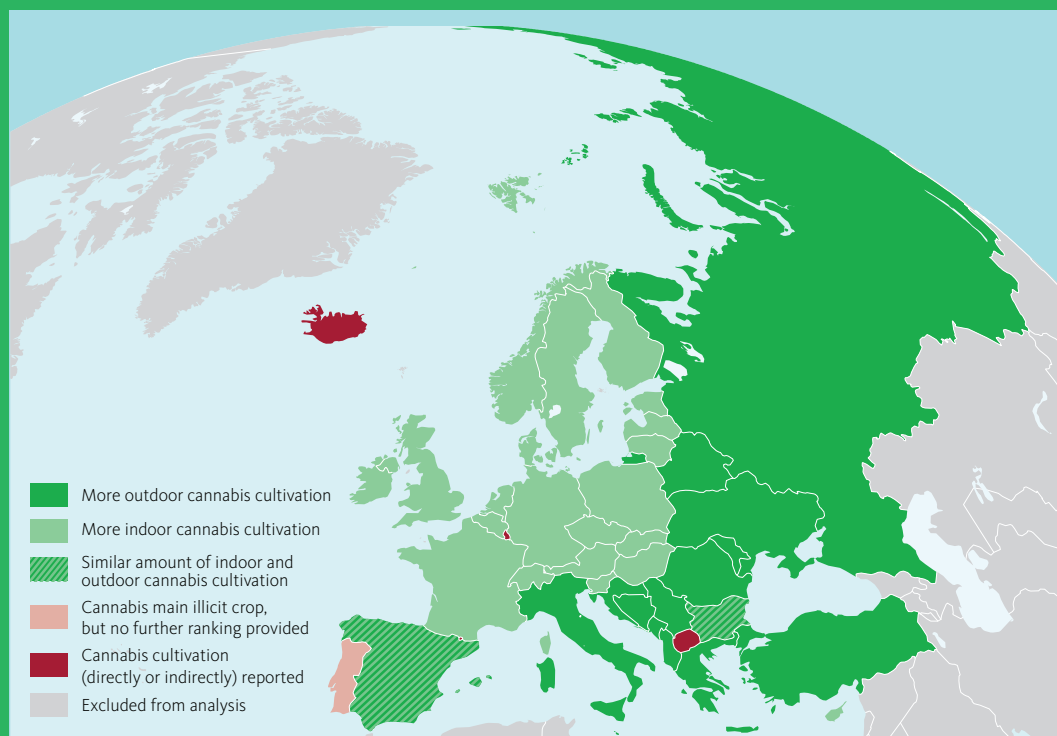 More outdoor cannabis cultivation
More indoor cannabis cultivation
Similar amount of indoor and
outdoor cannabis cultivation
Cannabis main illicit crop,
but no further ranking provided
Cannabis cultivation
(directly or indirectly) reported
Excluded from analysis